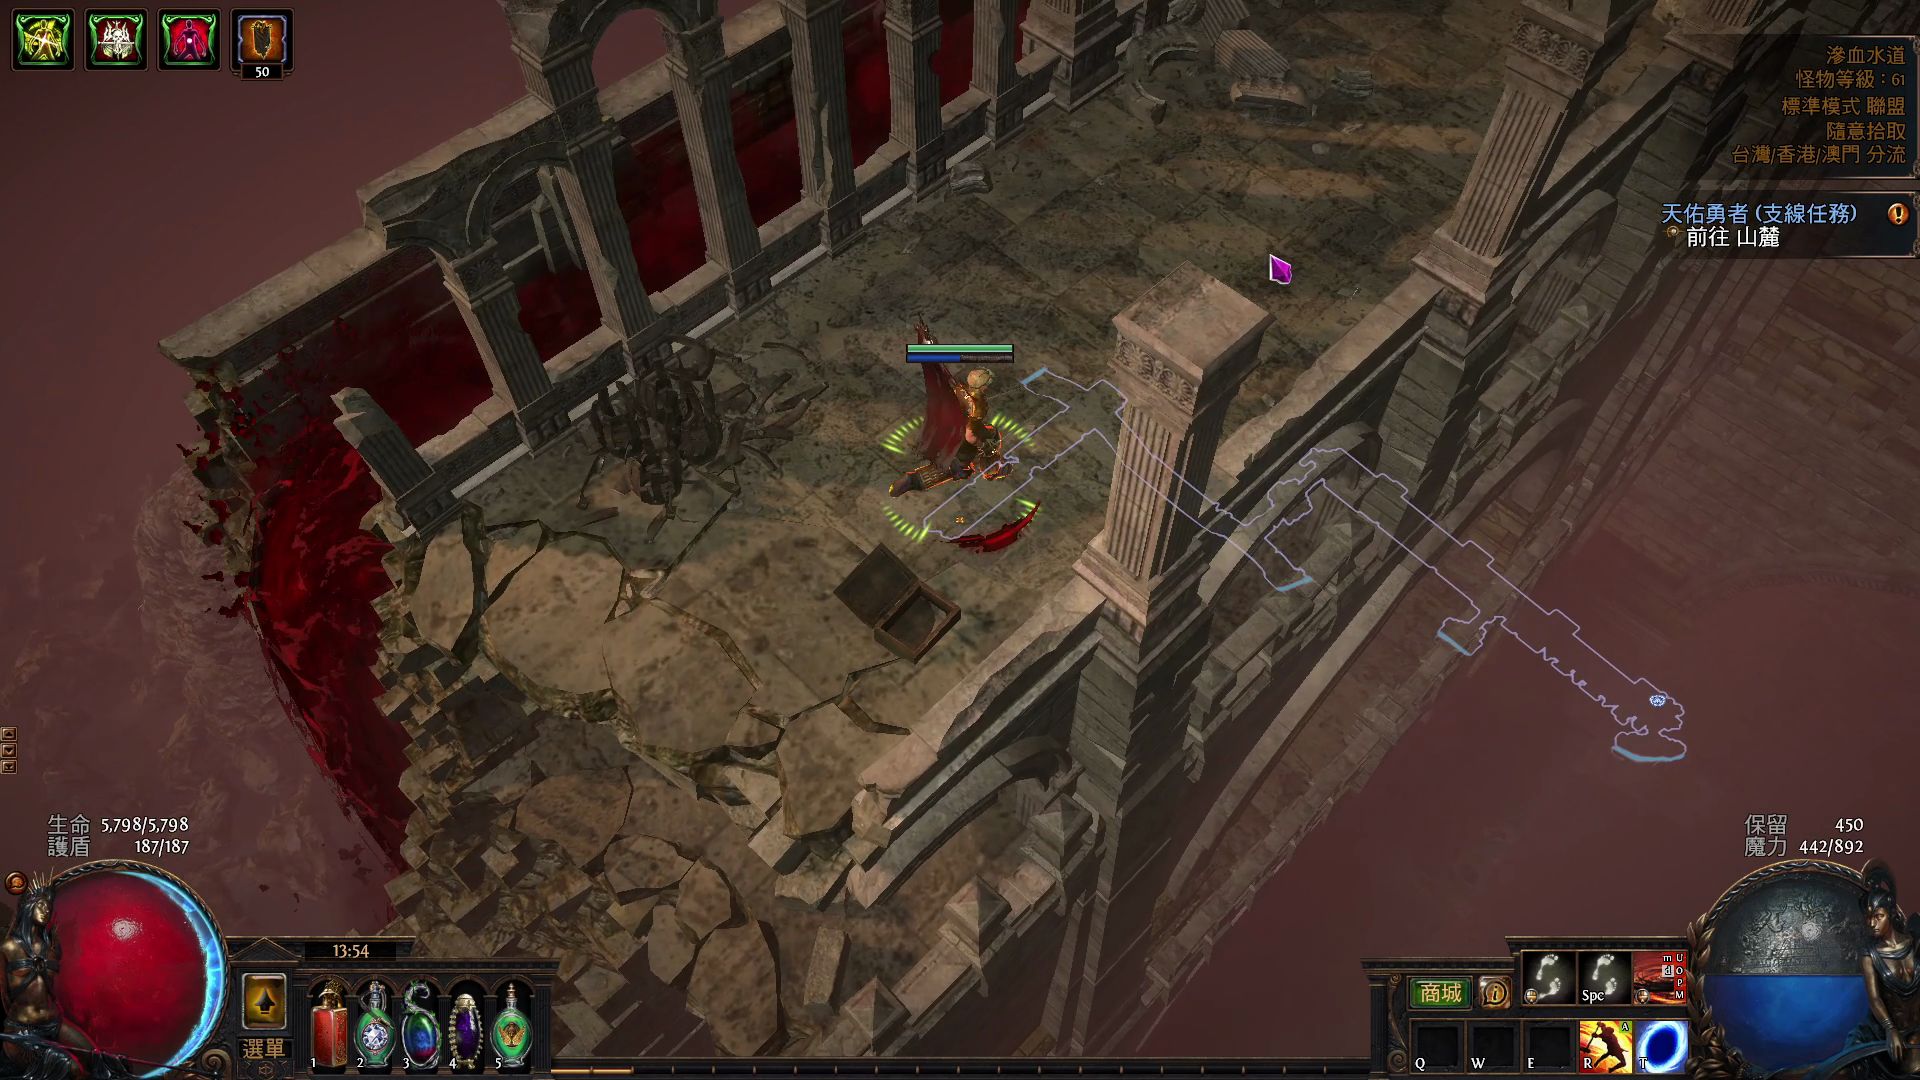 50
滲血水道
怪物等級：61
標準模式 聯盟
隨意拾取
台灣/香港/澳門 分流
天佑勇者 (支線任務)
前往 山麓
生命 5,798/5,798
護盾 187/187
保留 450
魔力 442/892
13:54
選單
1 2 3 4 5
商城
Spc
m U
d O
P
M
A
Q W E R T